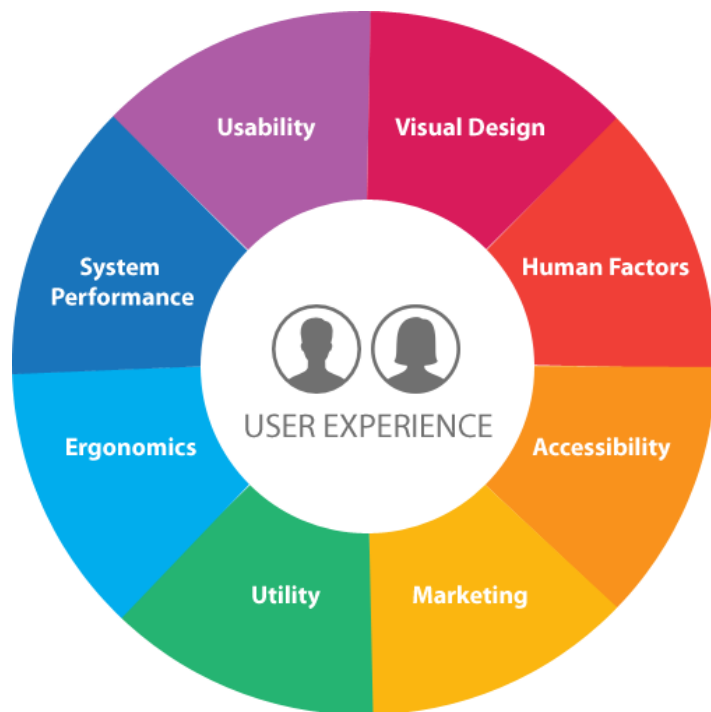 Usability
Visual Design
System
Performance
Human Factors
USER EXPERIENCE
Ergonomics
Accessibility
Utility
Marketing